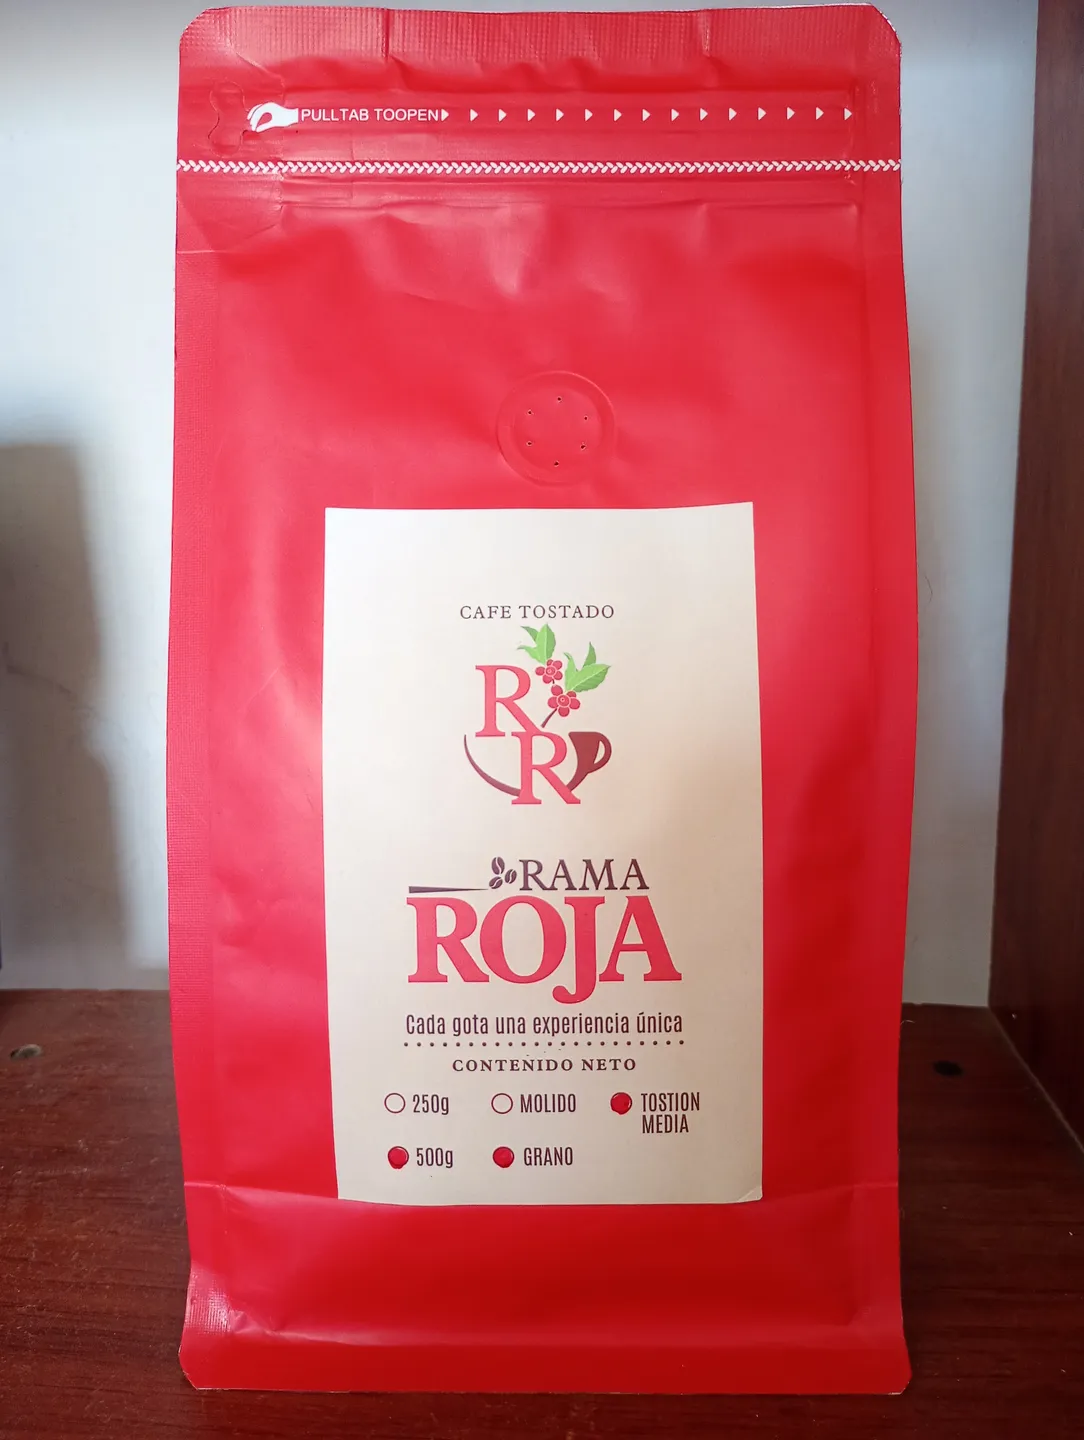 PULLTAB TOOPEN
CAFE TOSTADO
R
R
RAMA
ROJA
Cada gota una experiencia única
CONTENIDO NETO
250g MOLIDO TOSTION
MEDIA
500g GRANO